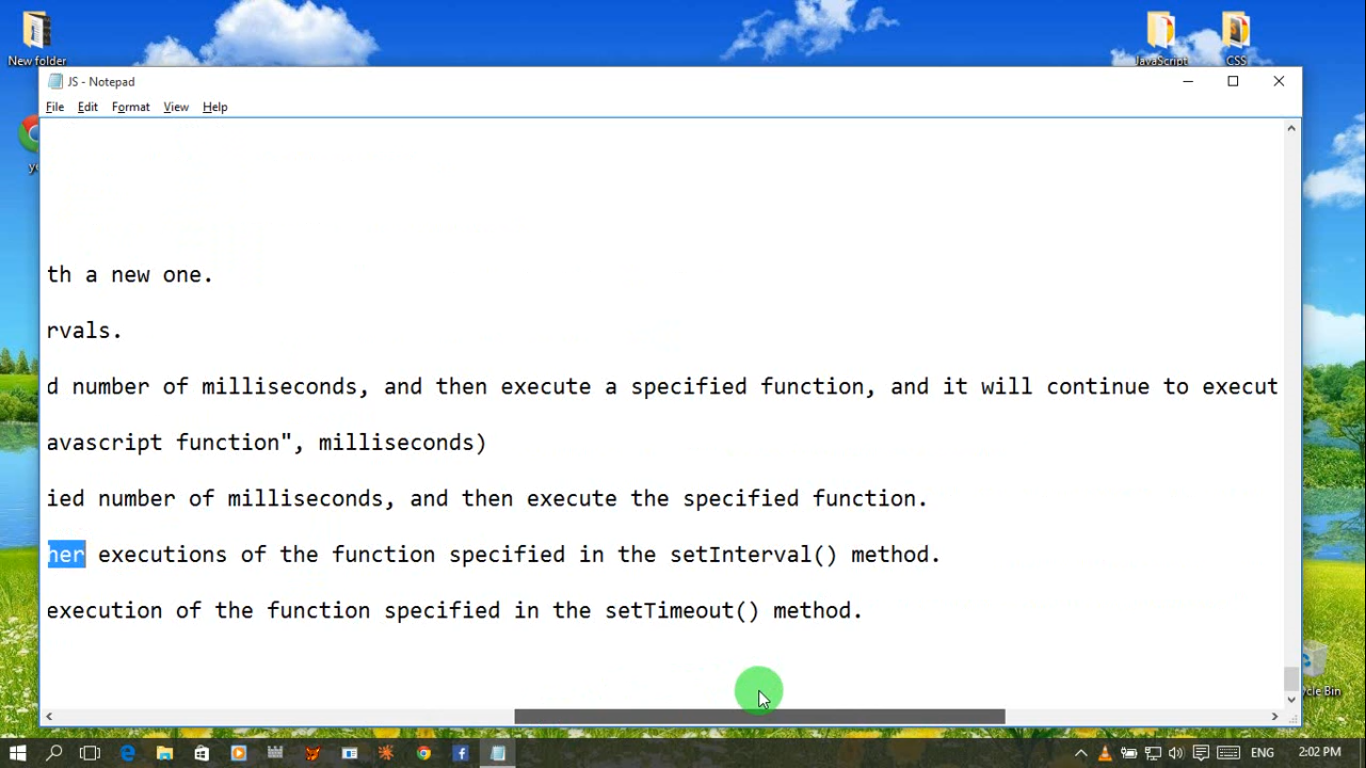 New folder
JavaScript
CSS
JS - Notepad
File Edit Format View Help
th a new one.
rvals.
d number of milliseconds, and then execute a specified function, and it will continue to execut
avascript function", milliseconds)
ied number of milliseconds, and then execute the specified function.
her executions of the function specified in the setInterval() method.
execution of the function specified in the setTimeout() method.
ycle Bin
ENG
2:02 PM